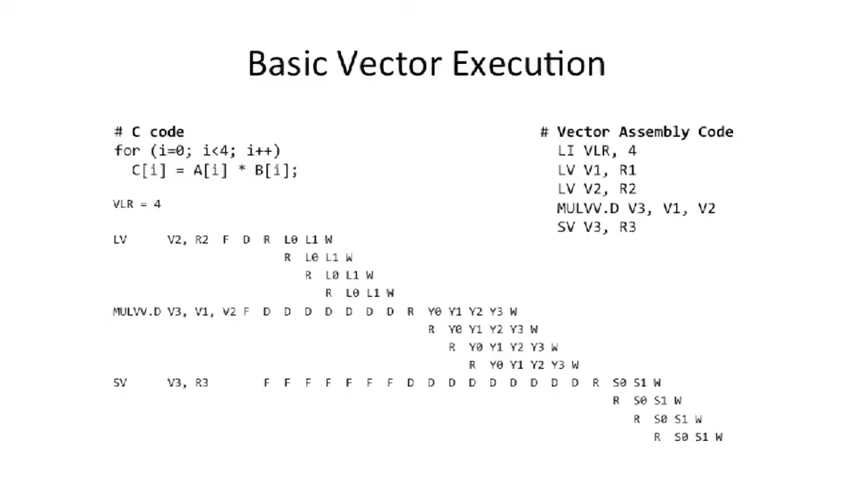 Basic Vector Execution
# C code
for (i=0; i<4; i++)
C[i] = A[i] * B[i];
# Vector Assembly Code
LI VLR, 4
LV V1, R1
LV V2, R2
MULVV.D V3, V1, V2
SV V3, R3
VLR = 4
LV V2, R2 F D R L0 L1 W
R L0 L1 W
R L0 L1 W
R L0 L1 W
MULVV.D V3, V1, V2 F D D D D D D D R Y0 Y1 Y2 Y3 W
R Y0 Y1 Y2 Y3 W
R Y0 Y1 Y2 Y3 W
R Y0 Y1 Y2 Y3 W
SV V3, R3 F F F F F F F D D D D D D D D D R S0 S1 W
R S0 S1 W
R S0 S1 W
R S0 S1 W